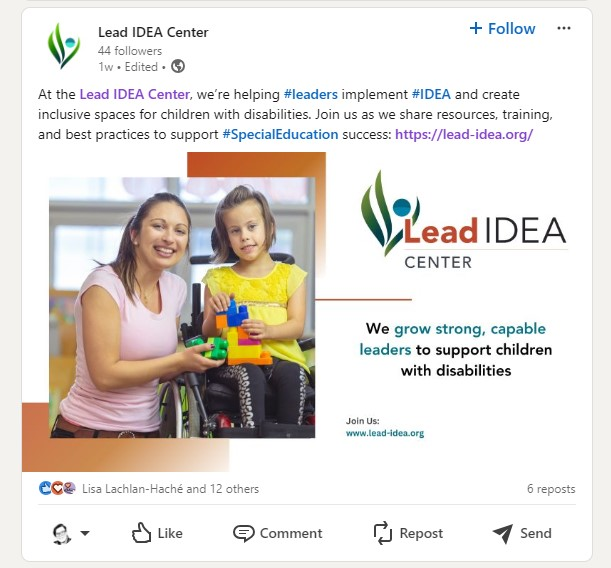 Lead IDEA Center
+ Follow
...
44 followers
1w • Edited •
At the Lead IDEA Center, we're helping #leaders implement #IDEA and create
inclusive spaces for children with disabilities. Join us as we share resources, training,
and best practices to support #SpecialEducation success: https://lead-idea.org/
Lead IDEA
CENTER
We grow strong, capable
leaders to support children
with disabilities
Join Us:
www.lead-idea.org
Lisa Lachlan-Haché and 12 others
6 reposts
Like
Comment
Repost
Send